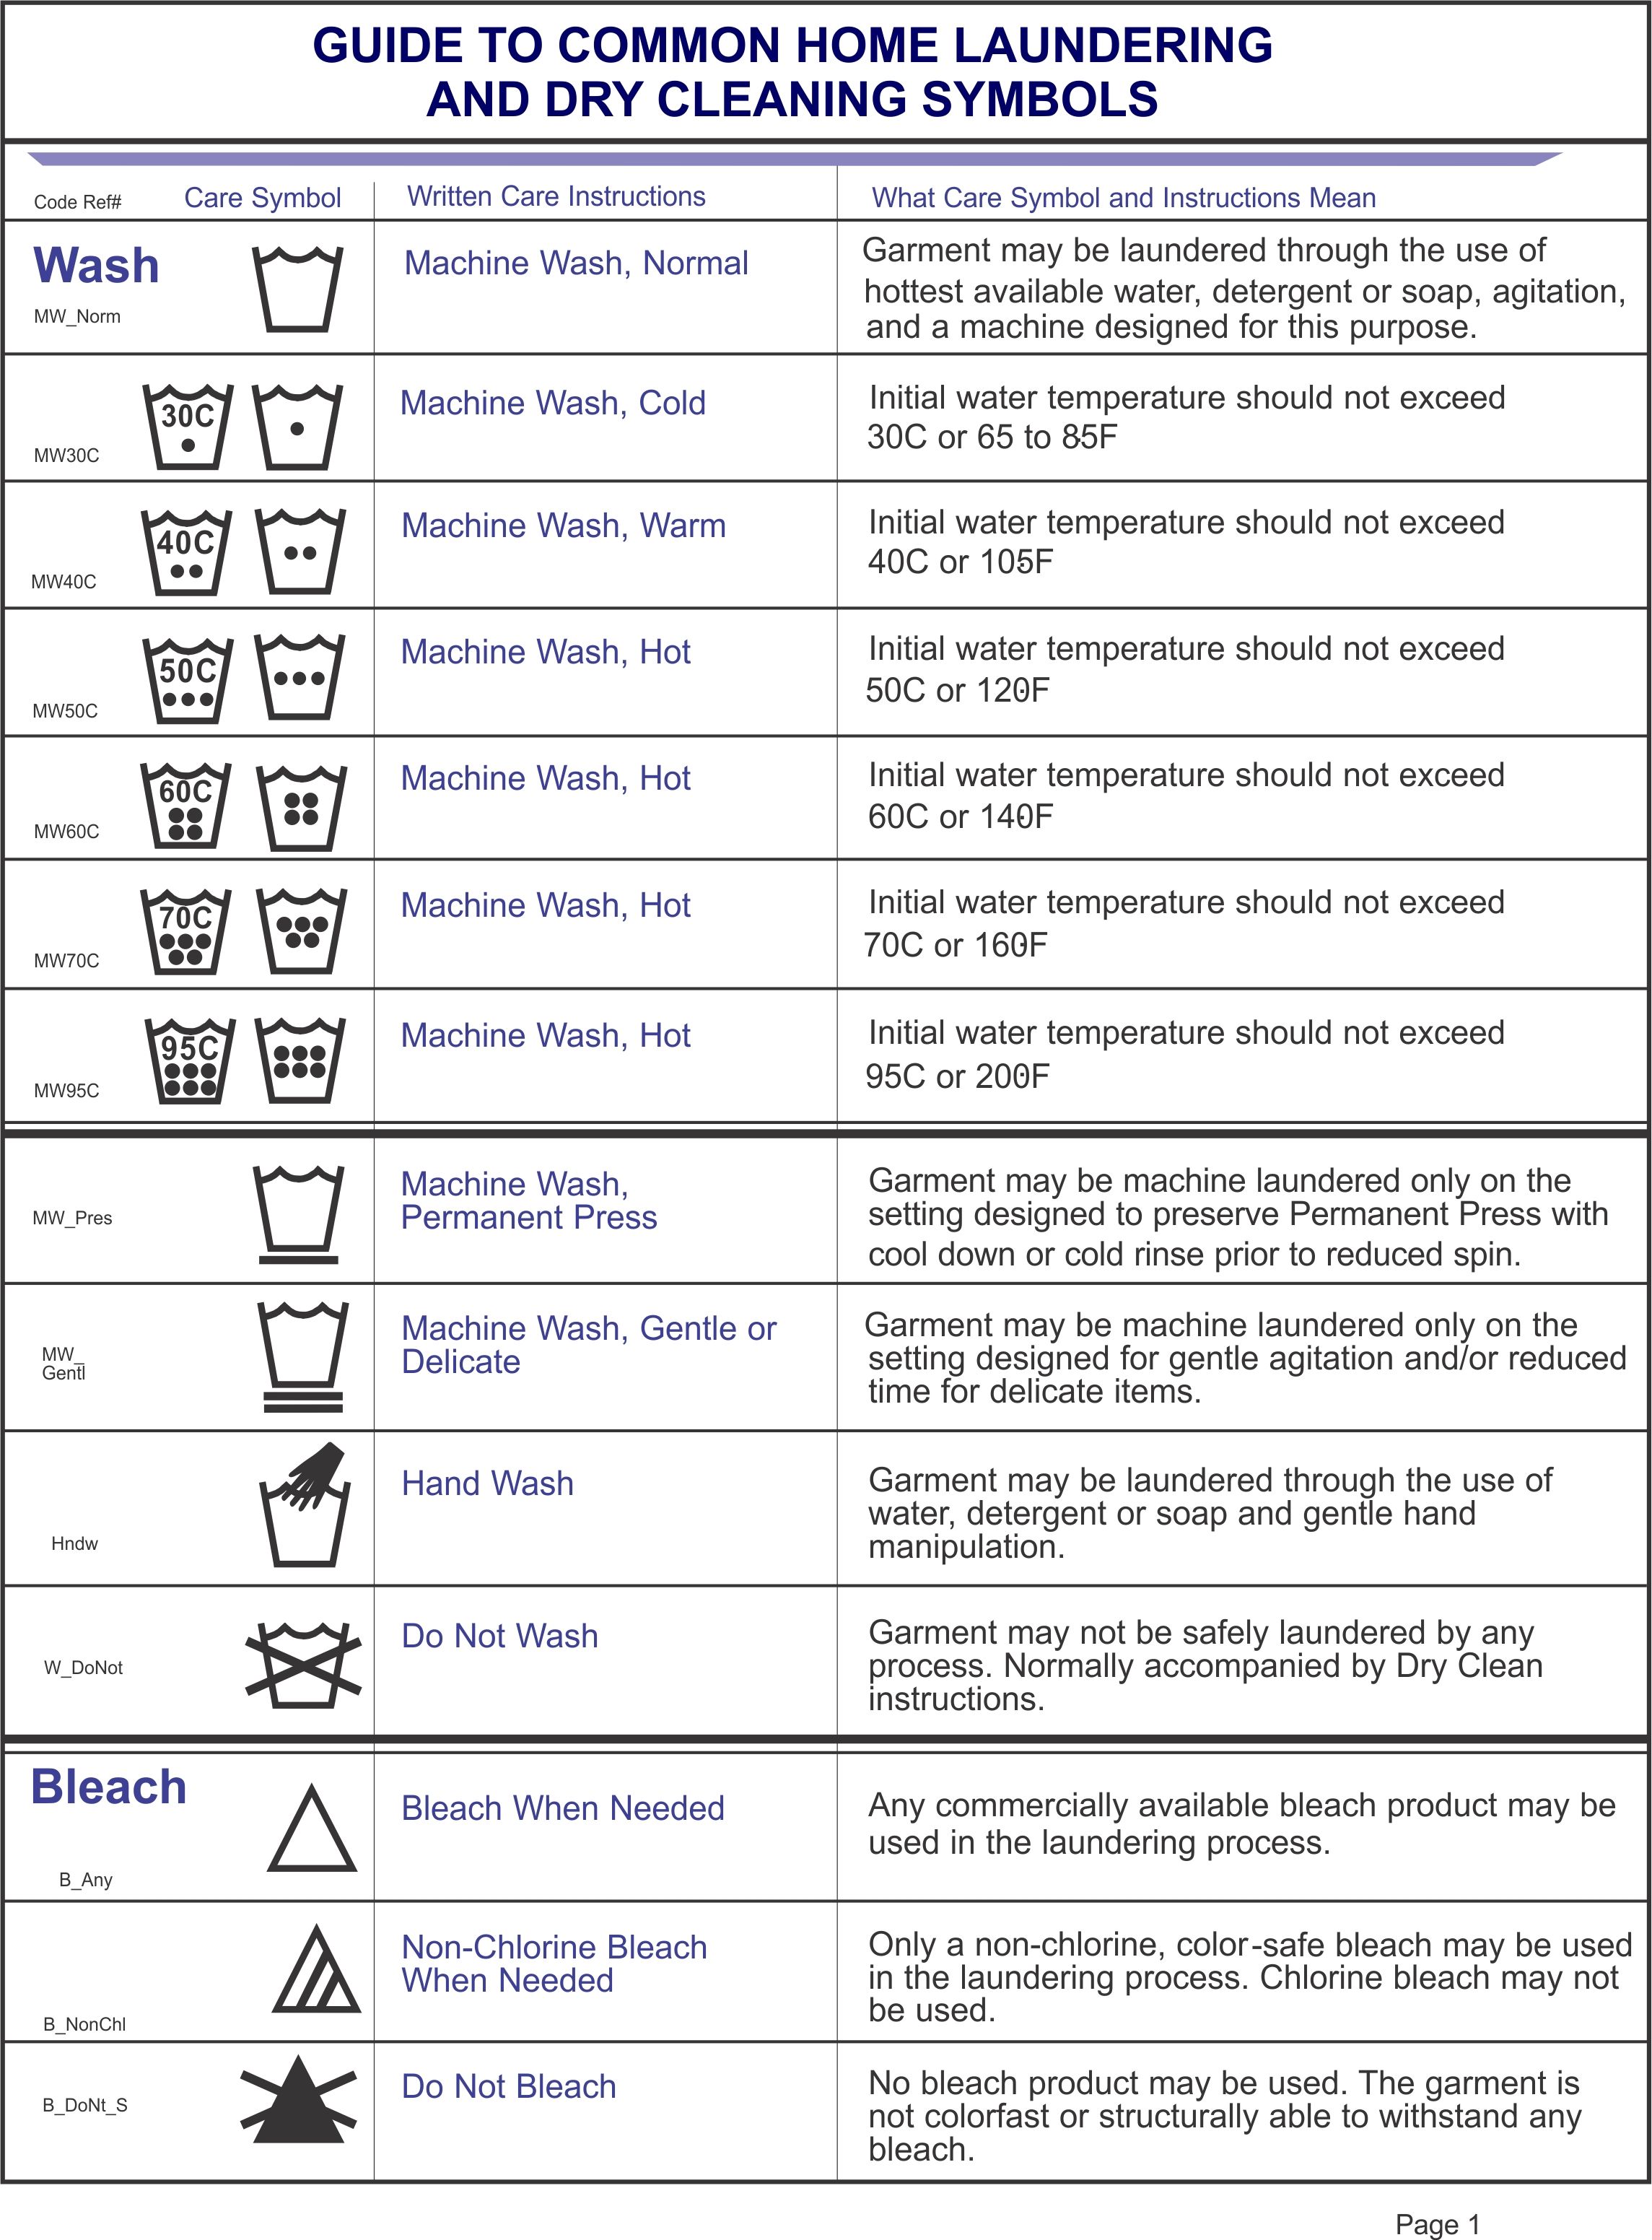 GUIDE TO COMMON HOME LAUNDERING
AND DRY CLEANING SYMBOLS
Code Ref# Care Symbol Written Care Instructions What Care Symbol and Instructions Mean
Wash
MW_Norm
Machine Wash, Normal
Garment may be laundered through the use of
hottest available water, detergent or soap, agitation,
and a machine designed for this purpose.
MW30C
30C
Machine Wash, Cold
Initial water temperature should not exceed
30C or 65 to 85F
MW40C
40C
Machine Wash, Warm
Initial water temperature should not exceed
40C or 105F
MW50C
50C
Machine Wash, Hot
Initial water temperature should not exceed
50C or 120F
MW60C
60C
Machine Wash, Hot
Initial water temperature should not exceed
60C or 140F
MW70C
70C
Machine Wash, Hot
Initial water temperature should not exceed
70C or 160F
MW95C
95C
Machine Wash, Hot
Initial water temperature should not exceed
95C or 200F
MW_Pres
Machine Wash,
Permanent Press
Garment may be machine laundered only on the
setting designed to preserve Permanent Press with
cool down or cold rinse prior to reduced spin.
MW_
Gentl
Machine Wash, Gentle or
Delicate
Garment may be machine laundered only on the
setting designed for gentle agitation and/or reduced
time for delicate items.
Hndw
Hand Wash
Garment may be laundered through the use of
water, detergent or soap and gentle hand
manipulation.
W_DoNot
Do Not Wash
Garment may not be safely laundered by any
process. Normally accompanied by Dry Clean
instructions.
Bleach
B_Any
Bleach When Needed
Any commercially available bleach product may be
used in the laundering process.
B_NonChl
Non-Chlorine Bleach
When Needed
Only a non-chlorine, color-safe bleach may be used
in the laundering process. Chlorine bleach may not
be used.
B_DoNt_S
Do Not Bleach
No bleach product may be used. The garment is
not colorfast or structurally able to withstand any
bleach.
Page 1